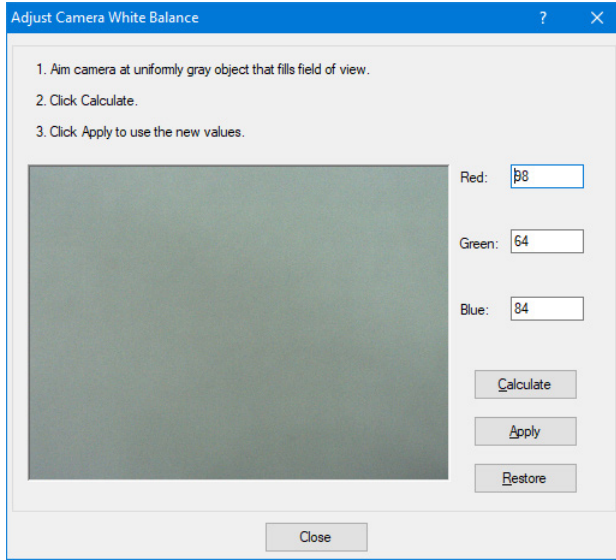 Adjust Camera White Balance ? ×
1. Aim camera at uniformly gray object that fills field of view.
2. Click Calculate.
3. Click Apply to use the new values.
Red: 98
Green: 64
Blue: 84
Calculate
Apply
Restore
Close